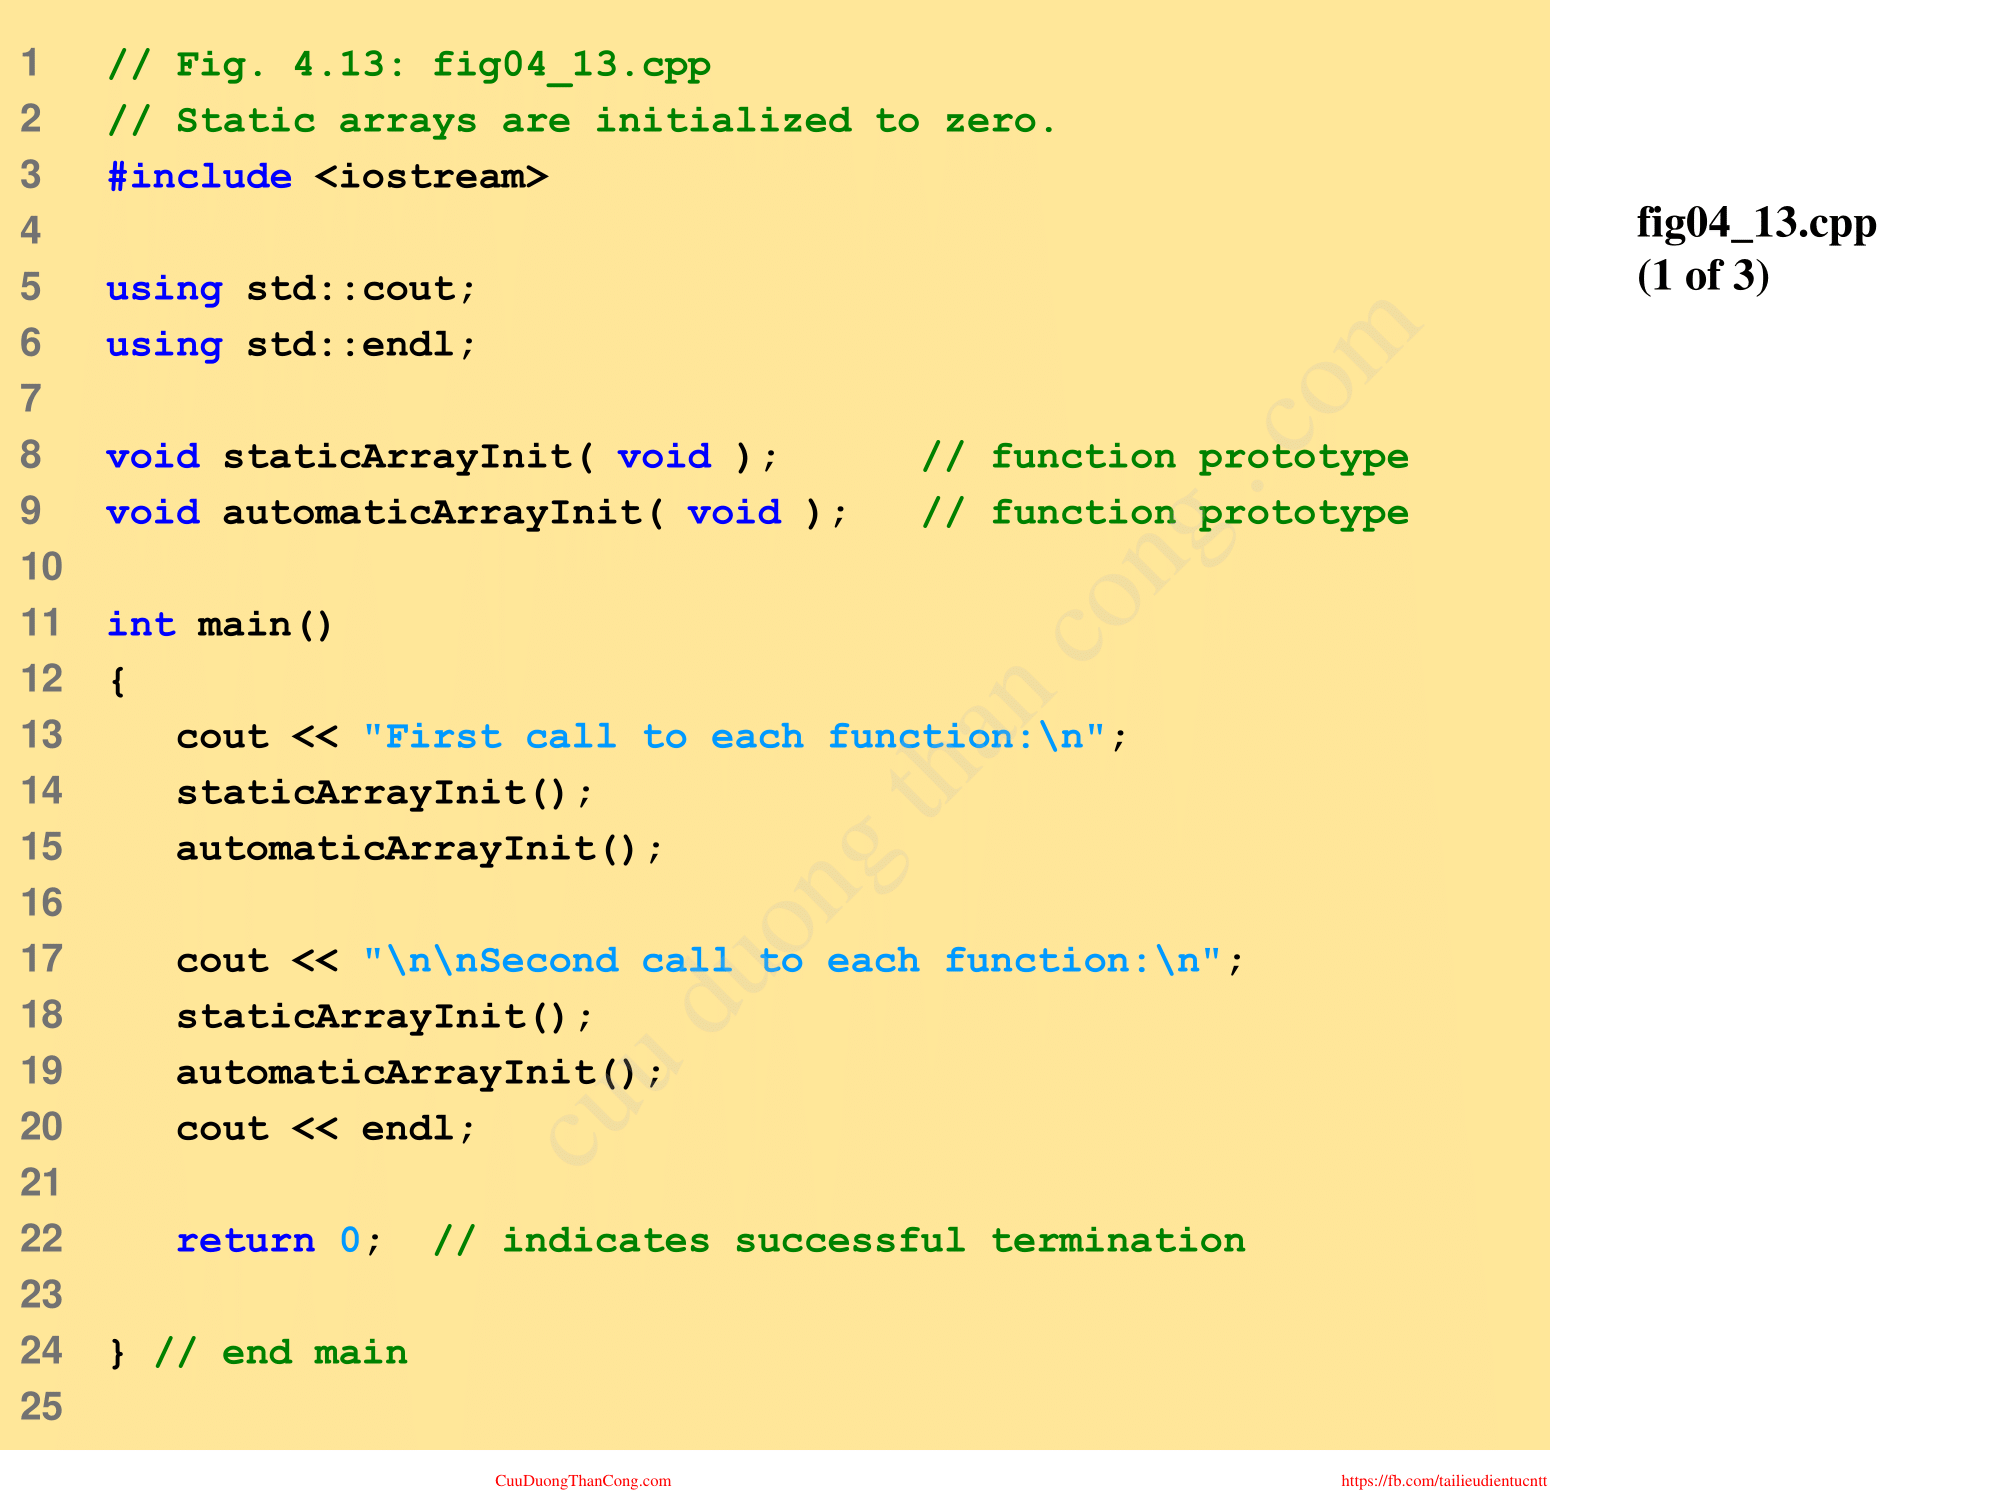 1 // Fig. 4.13: fig04_13.cpp
2 // Static arrays are initialized to zero.
3 #include <iostream>
4
5 using std::cout;
6 using std::endl;
7
8 void staticArrayInit( void ); // function prototype
9 void automaticArrayInit( void ); // function prototype
10
11 int main()
12 {
13 cout << "First call to each function:\n";
14 staticArrayInit();
15 automaticArrayInit();
16
17 cout << "\n\nSecond call to each function:\n";
18 staticArrayInit();
19 automaticArrayInit();
20 cout << endl;
21
22 return 0; // indicates successful termination
23
24 } // end main
25
fig04_13.cpp
(1 of 3)
cuu duong than cong . com
CuuDuongThanCong.com
https://fb.com/tailieudientucntt